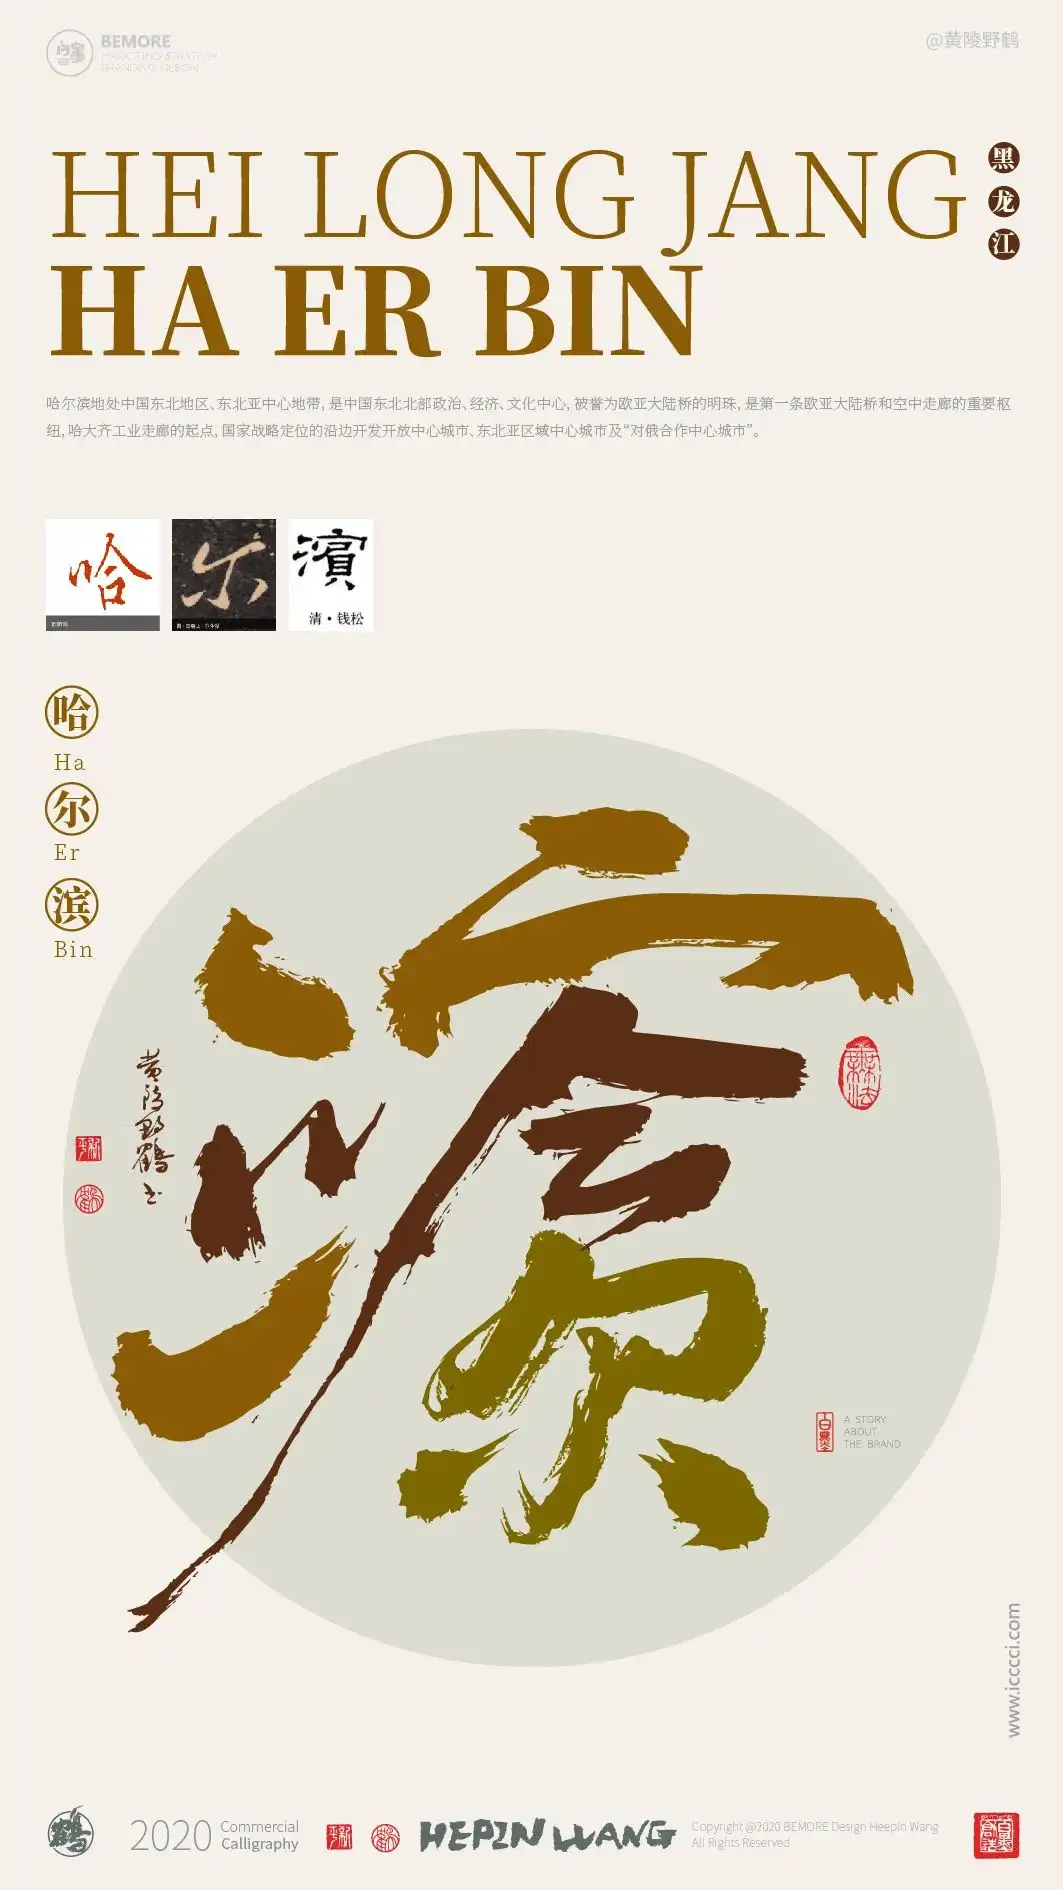 BEMORE
MARKETING STRATEGY
BRANDING DESIGN
@黄陵野鹤
HEI LONG JANG
黑龙江
HA ER BIN
哈尔滨地处中国东北地区、东北亚中心地带, 是中国东北北部政治、经济、文化中心, 被誉为欧亚大陆桥的明珠, 是第一条欧亚大陆桥和空中走廊的重要枢
纽, 哈大齐工业走廊的起点, 国家战略定位的沿边开发开放中心城市、东北亚区域中心城市及“对俄合作中心城市”。
哈
尔
濱
清·钱松
哈
Ha
尔
Er
滨
Bin
黄陵野鹤书
百墨
A STORY
ABOUT
THE BRAND
www.icccci.com
鹤
2020
Commercial
Calligraphy
HEPIN WANG
Copyright @2020 BEMORE Design Heepin Wang
All Rights Reserved